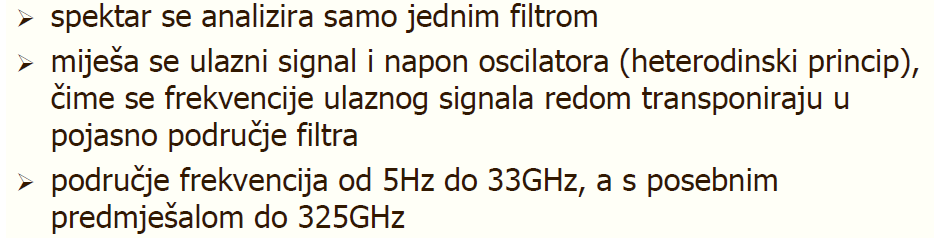 ➢ spektar se analizira samo jednim filtrom
➢ miješa se ulazni signal i napon oscilatora (heterodinski princip),
čime se frekvencije ulaznog signala redom transponiraju u
pojasno područje filtra
➢ područje frekvencija od 5Hz do 33GHz, a s posebnim
predmješalom do 325GHz